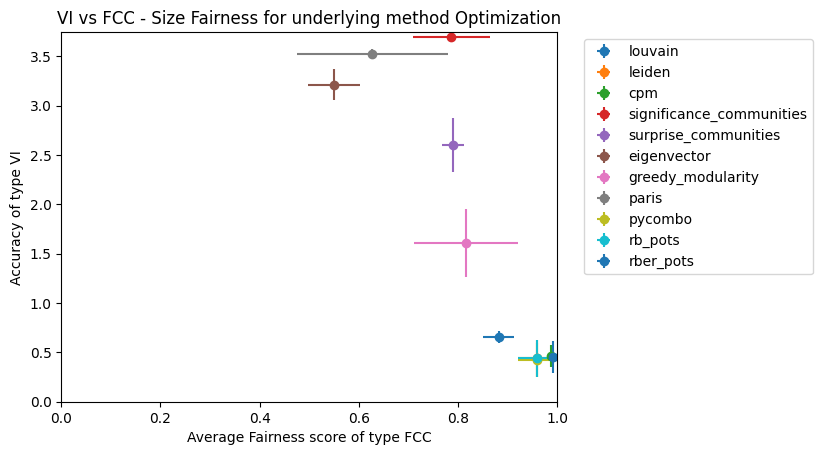 VI vs FCC - Size Fairness for underlying method Optimization
Accuracy of type VI
3.5
3.0
2.5
2.0
1.5
1.0
0.5
0.0
0.0 0.2 0.4 0.6 0.8 1.0
Average Fairness score of type FCC
louvain
leiden
cpm
significance_communities
surprise_communities
eigenvector
greedy_modularity
paris
pycombo
rb_pots
rber_pots